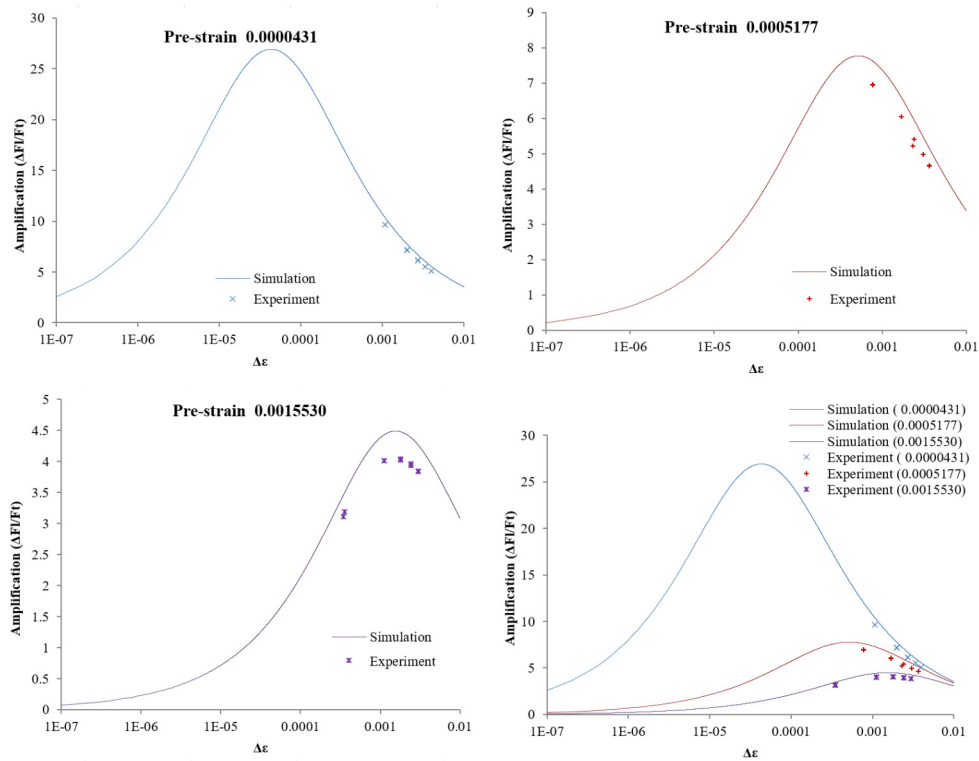 Pre-strain 0.0000431
30
25
20
15
10
5
0
Amplification (ΔFl/Ft)
Simulation
Experiment
1E-07 1E-06 1E-05 0.0001 0.001 0.01
Δε
Pre-strain 0.0005177
9
8
7
6
5
4
3
2
1
0
Amplification (ΔFl/Ft)
Simulation
Experiment
1E-07 1E-06 1E-05 0.0001 0.001 0.01
Δε
Pre-strain 0.0015530
5
4.5
4
3.5
3
2.5
2
1.5
1
0.5
0
Amplification (ΔFl/Ft)
Simulation
Experiment
1E-07 1E-06 1E-05 0.0001 0.001 0.01
Δε
Simulation ( 0.0000431)
Simulation (0.0005177)
Simulation (0.0015530)
Experiment ( 0.0000431)
Experiment (0.0005177)
Experiment (0.0015530)
30
25
20
15
10
5
0
Amplification (ΔFl/Ft)
1E-07 1E-06 1E-05 0.0001 0.001 0.01
Δε